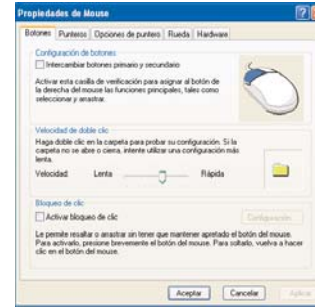 Propiedades de Mouse
Botones Punteros Opciones de puntero Rueda Hardware
Configuración de botones
Intercambiar botones primario y secundario
Activar esta casilla de verificación para asignar al botón de
la derecha del mouse las funciones principales, tales como
seleccionar y arrastrar.
Velocidad de doble clic
Haga doble clic en la carpeta para probar su configuración. Si la
carpeta no se abre o cierra, intente utilizar una configuración más
lenta.
Velocidad: Lenta Rápida
Bloqueo de clic
Activar bloqueo de clic
Configuración...
Le permite resaltar o arrastrar sin tener que mantener apretado el botón del mouse.
Para activarlo, presione brevemente el botón del mouse. Para soltarlo, vuelva a hacer
clic en el botón del mouse.
Aceptar Cancelar Aplicar